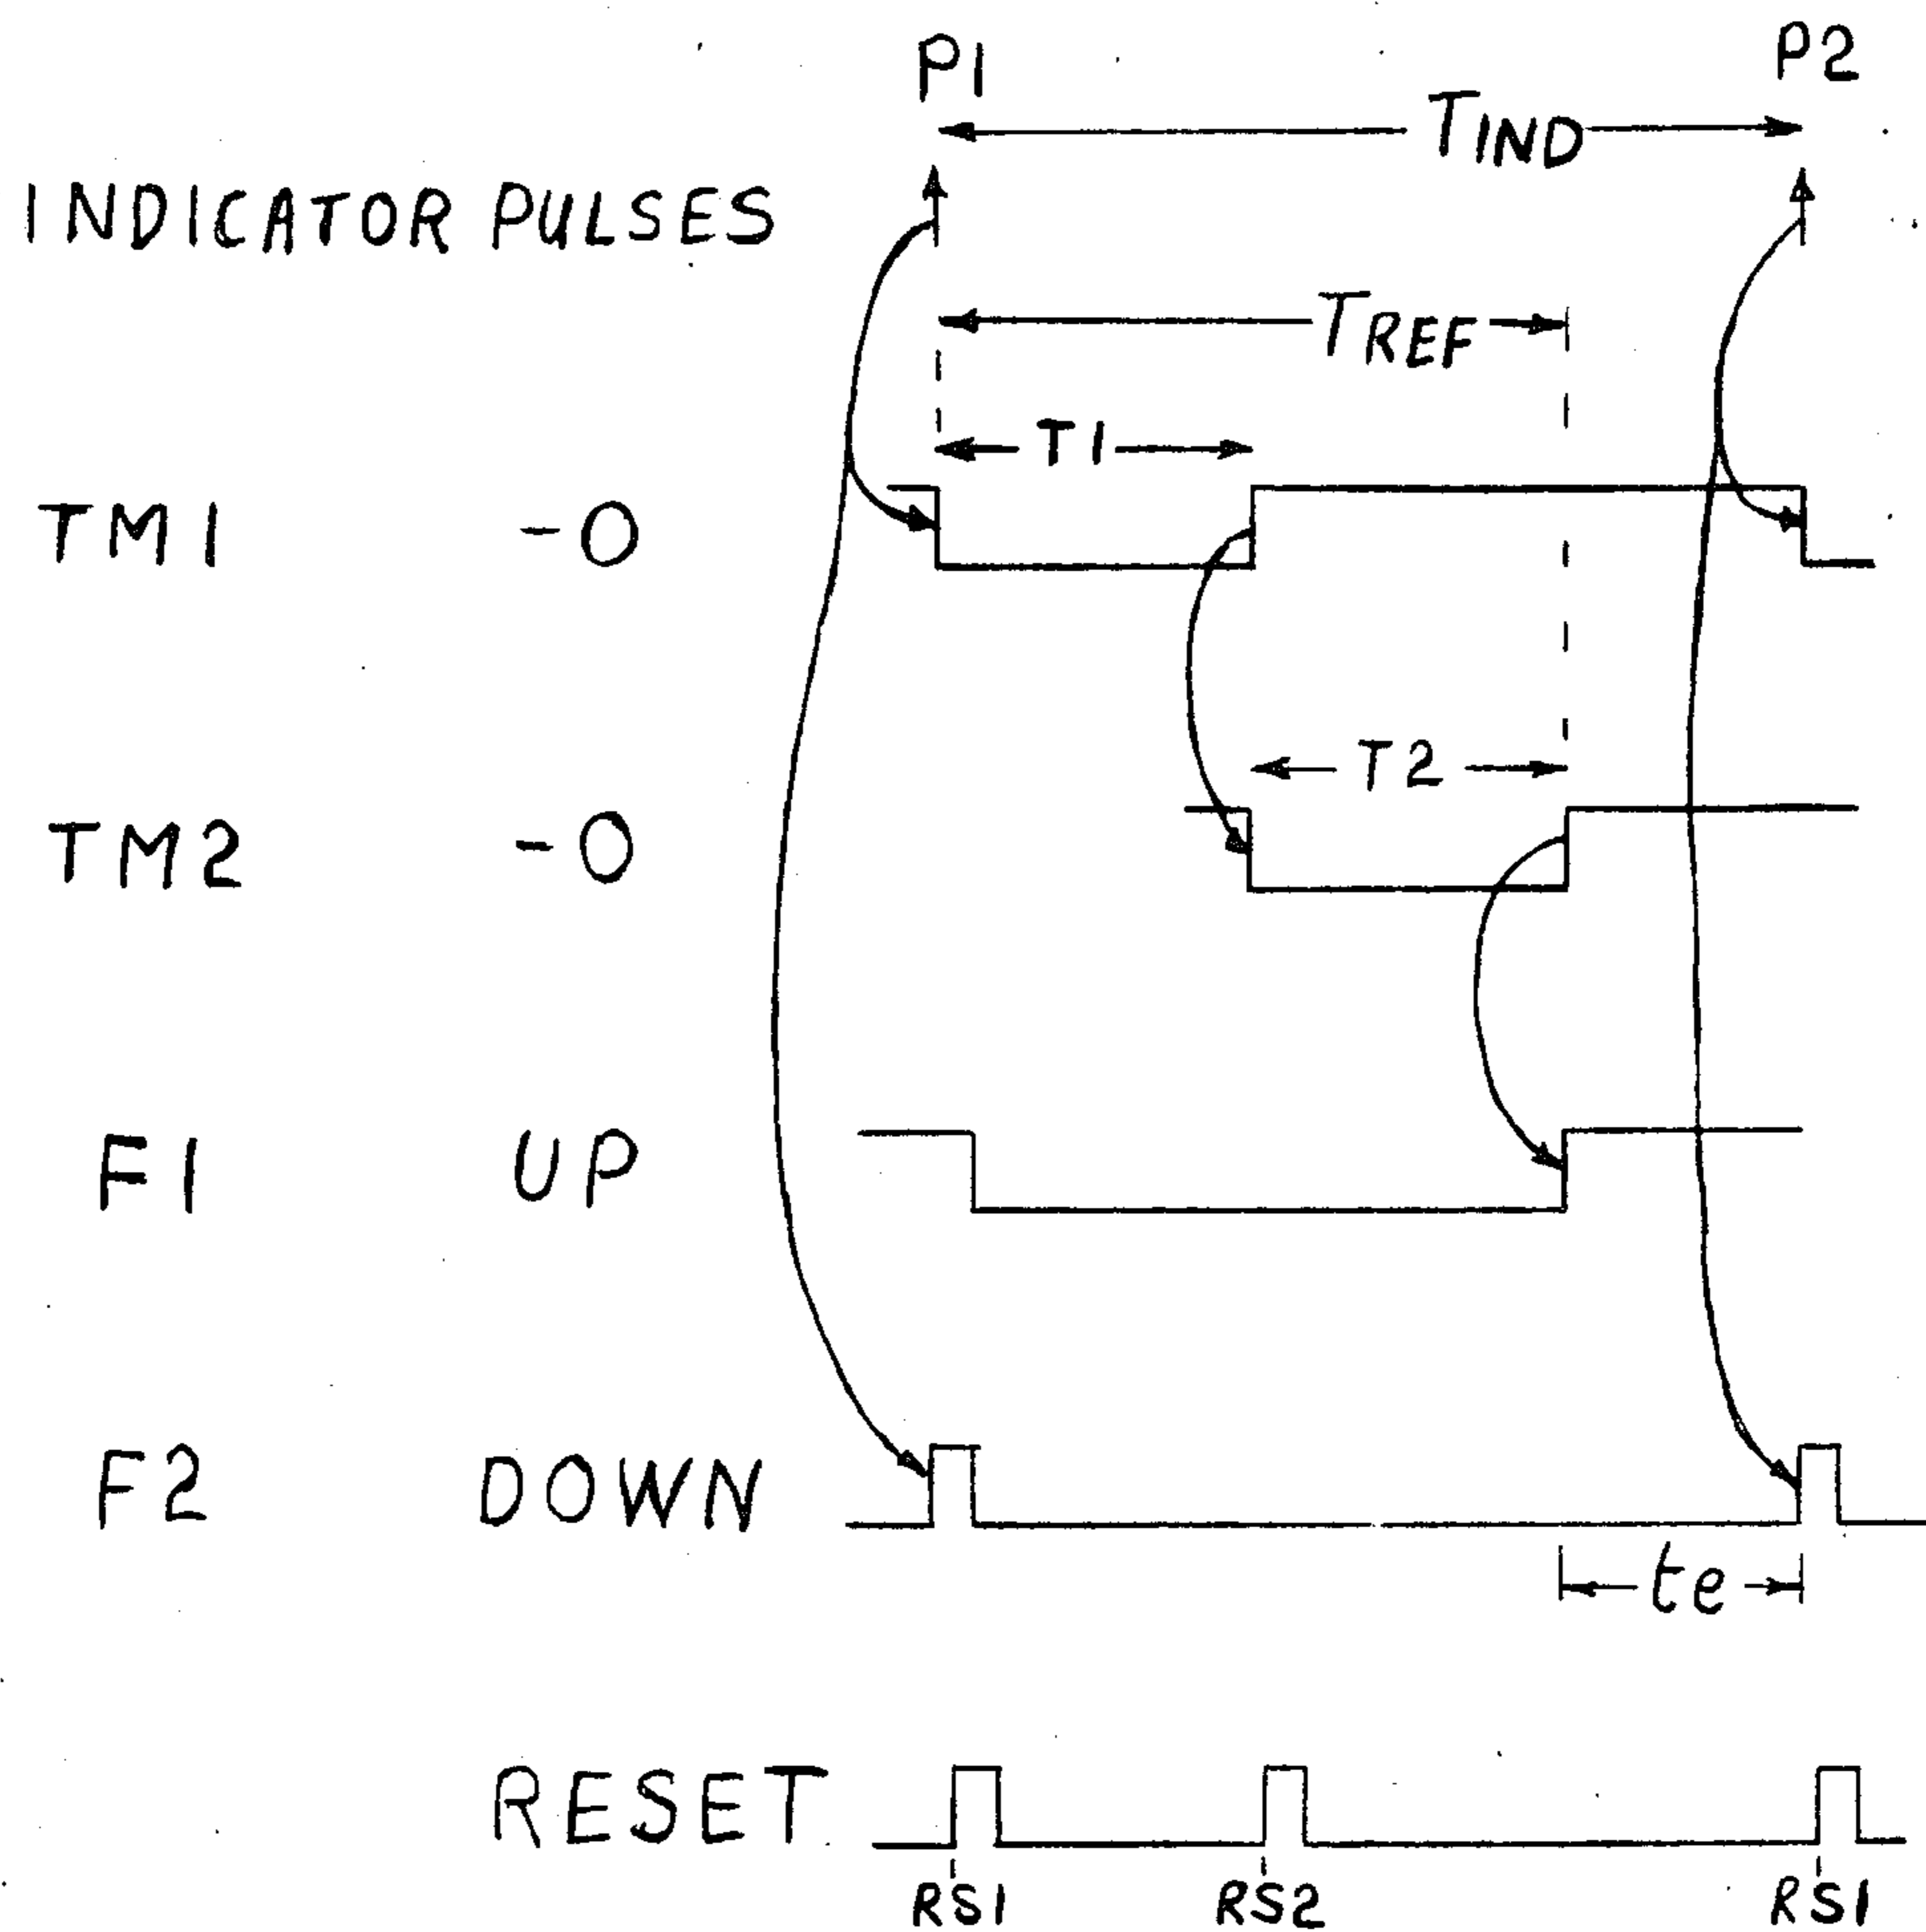 P1 P2
TIND
INDICATOR PULSES
TREF
T1
TM1 -0
T2
TM2 -0
F1 UP
F2 DOWN
te
RESET
RS1 RS2 RS1